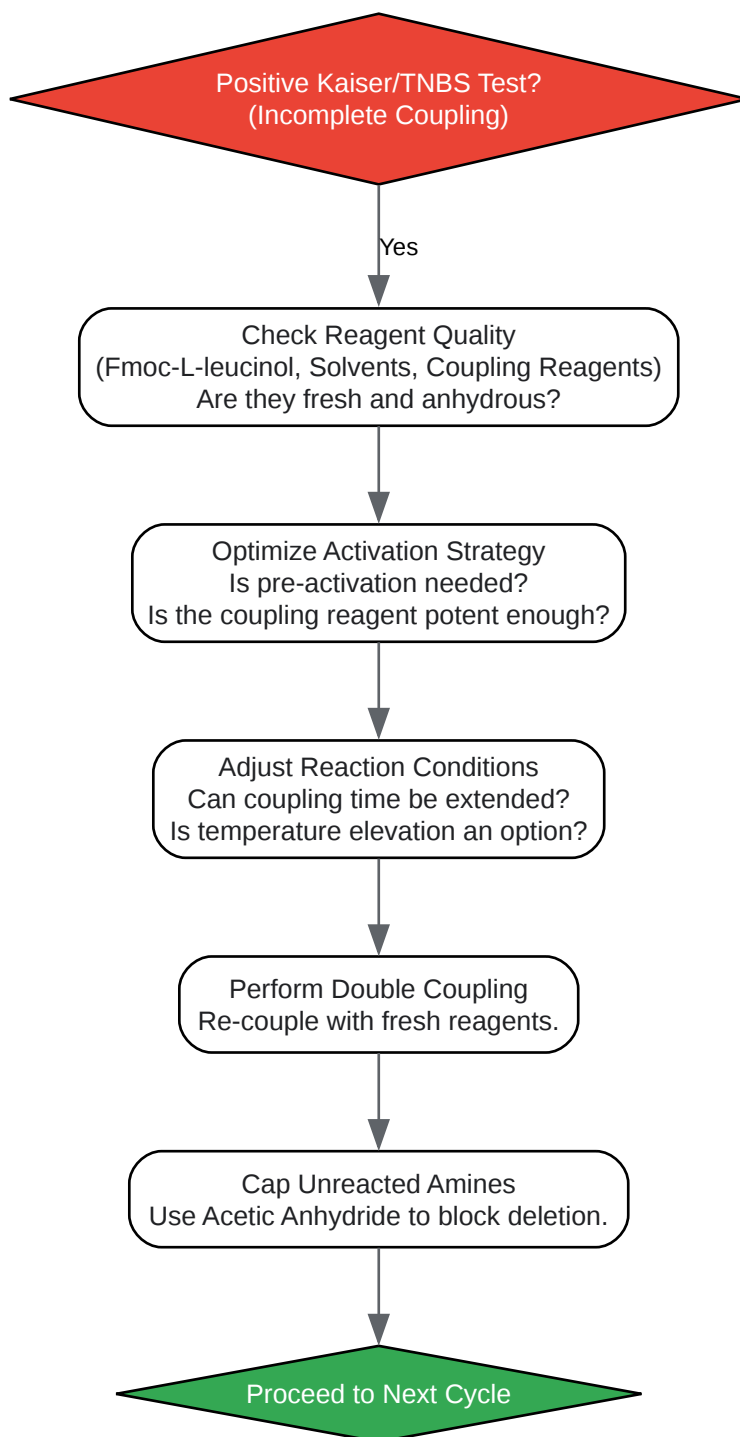 Positive Kaiser/TNBS Test?
(Incomplete Coupling)
Yes
Check Reagent Quality
(Fmoc-L-leucinol, Solvents, Coupling Reagents)
Are they fresh and anhydrous?
Optimize Activation Strategy
Is pre-activation needed?
Is the coupling reagent potent enough?
Adjust Reaction Conditions
Can coupling time be extended?
Is temperature elevation an option?
Perform Double Coupling
Re-couple with fresh reagents.
Cap Unreacted Amines
Use Acetic Anhydride to block deletion.
Proceed to Next Cycle